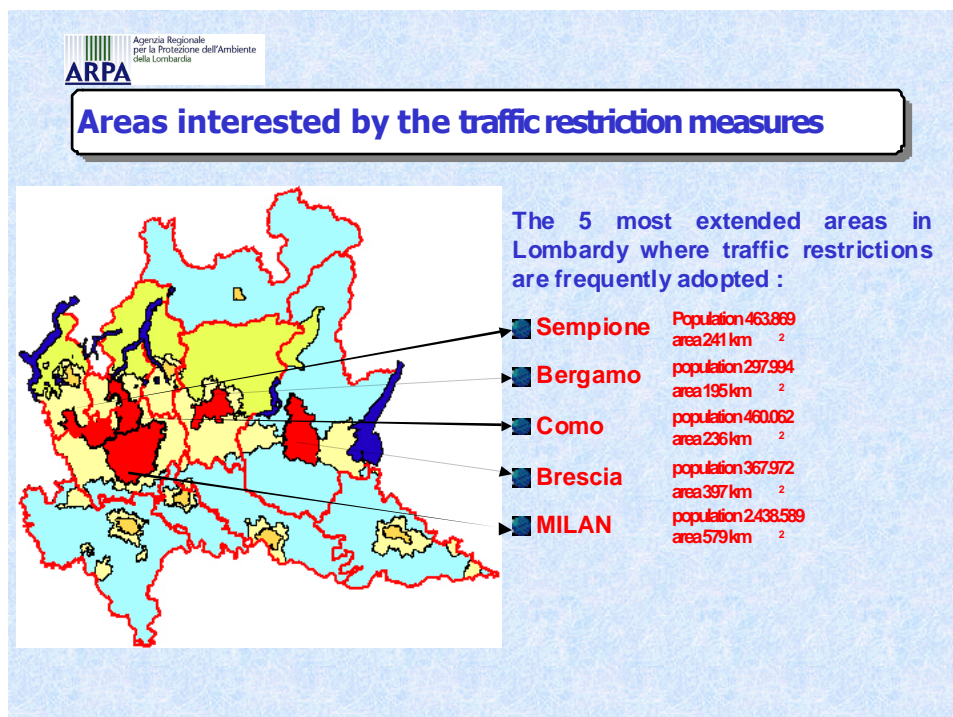 Agenzia Regionale
per la Protezione dell'Ambiente
della Lombardia
ARPA
Areas interested by the traffic restriction measures
The 5 most extended areas in
Lombardy where traffic restrictions
are frequently adopted :
Sempione
Population 463.869
area 241 km 2
Bergamo
population 297.994
area 195 km 2
Como
population 460.062
area 236 km 2
Brescia
population 367.972
area 397 km 2
MILAN
population 2.438.589
area 579 km 2